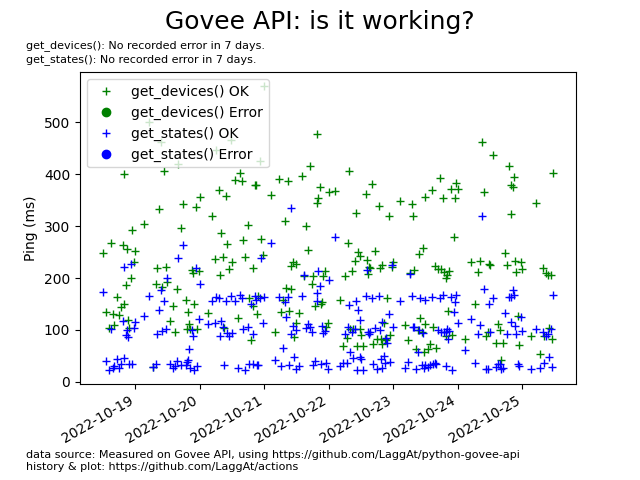 Govee API: is it working?
get_devices(): No recorded error in 7 days.
get_states(): No recorded error in 7 days.
get_devices() OK
get_devices() Error
get_states() OK
get_states() Error
Ping (ms)
500
400
300
200
100
0
2022-10-19
2022-10-20
2022-10-21
2022-10-22
2022-10-23
2022-10-24
2022-10-25
data source: Measured on Govee API, using https://github.com/LaggAt/python-govee-api
history & plot: https://github.com/LaggAt/actions